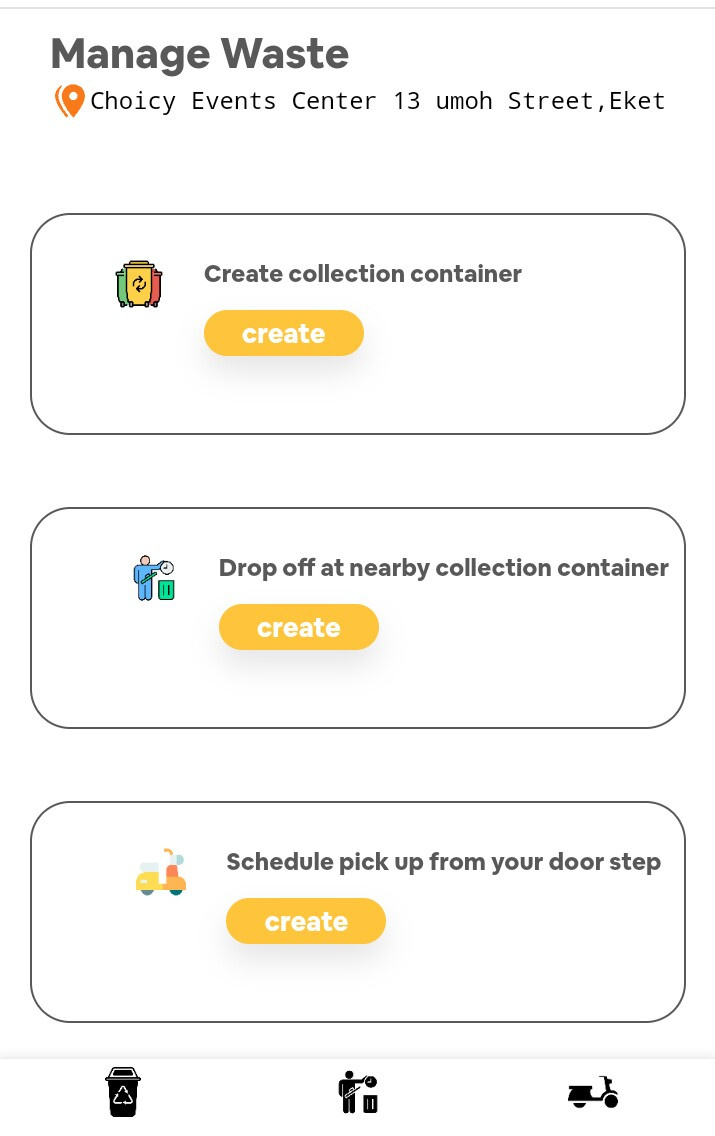 Manage Waste
Choicy Events Center 13 umoh Street,Eket
Create collection container
create
Drop off at nearby collection container
create
Schedule pick up from your door step
create